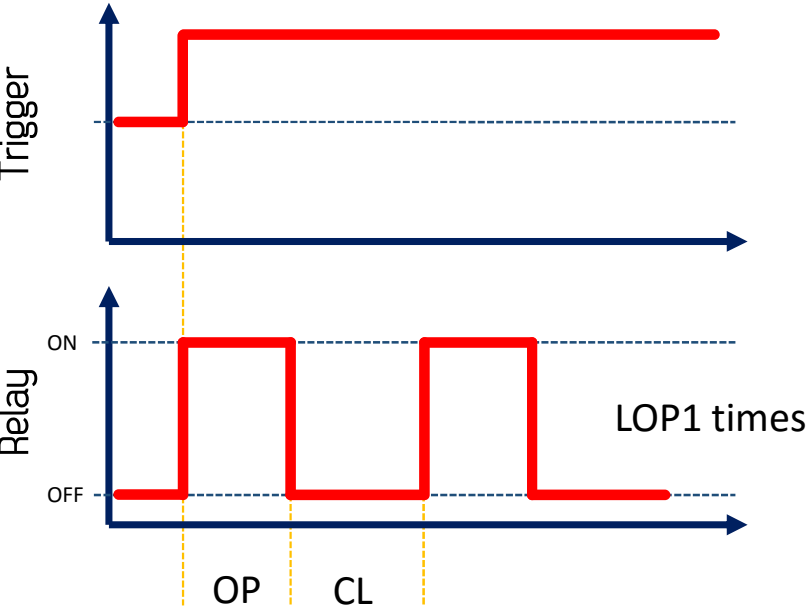 Trigger
ON
Relay
LOP1 times
OFF
OP CL